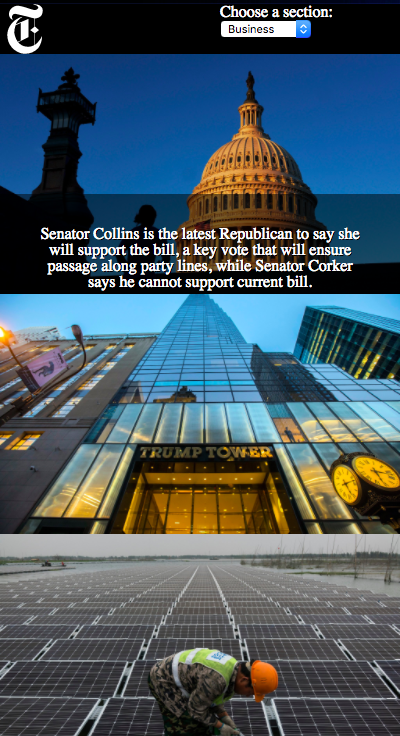 T
Choose a section:
Business
Senator Collins is the latest Republican to say she
will support the bill, a key vote that will ensure
passage along party lines, while Senator Corker
says he cannot support current bill.
TRUMP TOWER